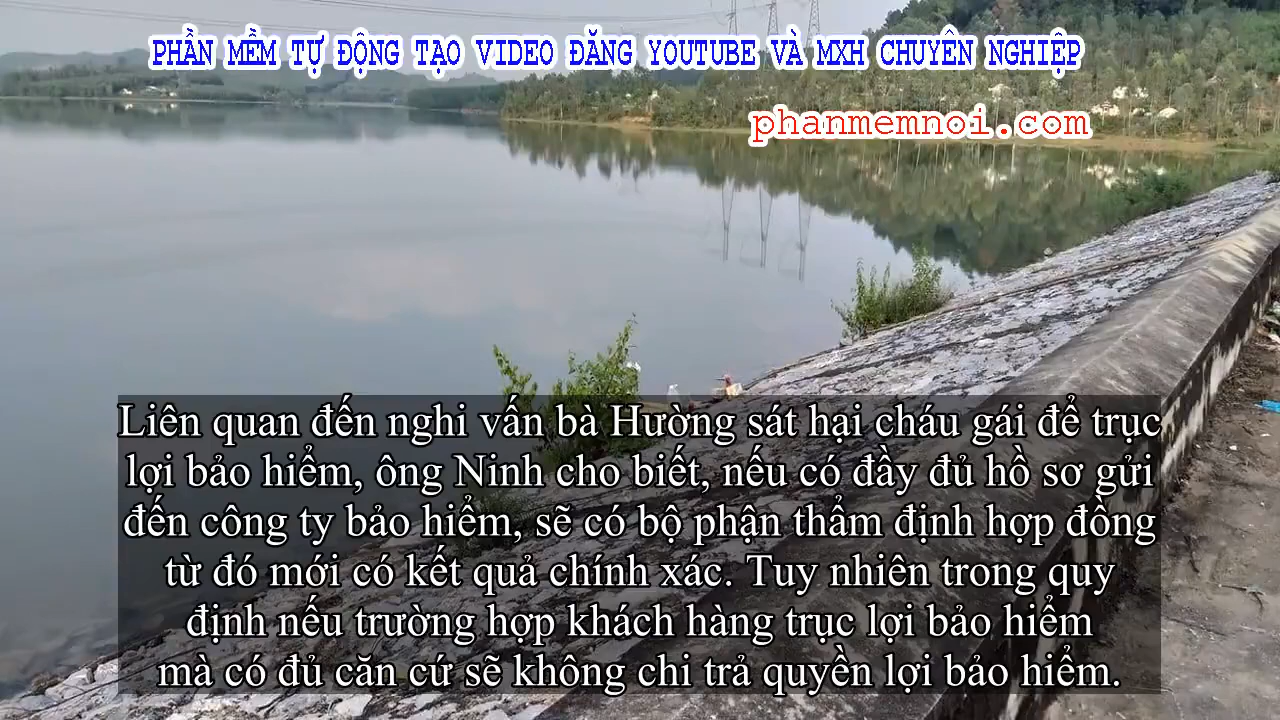 PHẦN MỀM TỰ ĐỘNG TẠO VIDEO ĐĂNG YOUTUBE VÀ MXH CHUYÊN NGHIỆP
phanmemnoi.com
Liên quan đến nghi vấn bà Hường sát hại cháu gái để trục
lợi bảo hiểm, ông Ninh cho biết, nếu có đầy đủ hồ sơ gửi
đến công ty bảo hiểm, sẽ có bộ phận thẩm định hợp đồng
từ đó mới có kết quả chính xác. Tuy nhiên trong quy
định nếu trường hợp khách hàng trục lợi bảo hiểm
mà có đủ căn cứ sẽ không chi trả quyền lợi bảo hiểm.